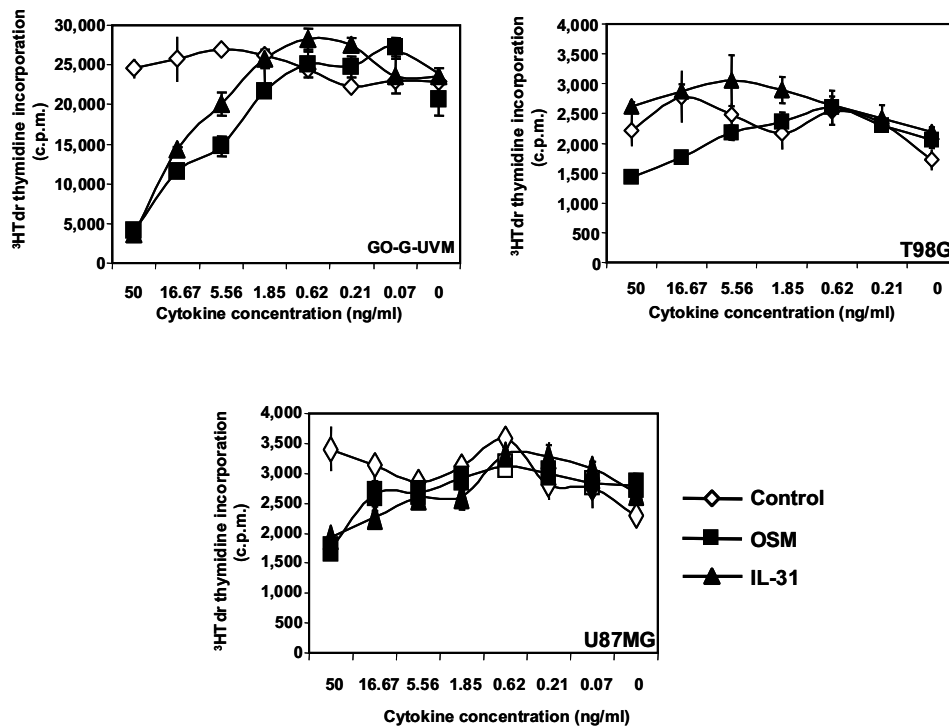 ³HTdr thymidine incorporation
(c.p.m.)
30,000
25,000
20,000
15,000
10,000
5,000
0
GO-G-UVM
50 16.67 5.56 1.85 0.62 0.21 0.07 0
Cytokine concentration (ng/ml)
³HTdr thymidine incorporation
(c.p.m.)
4,000
3,500
3,000
2,500
2,000
1,500
1,000
500
0
T98G
50 16.67 5.56 1.85 0.62 0.21 0
Cytokine concentration (ng/ml)
³HTdr thymidine incorporation
(c.p.m.)
4,000
3,500
3,000
2,500
2,000
1,500
1,000
500
0
U87MG
50 16.67 5.56 1.85 0.62 0.21 0.07 0
Cytokine concentration (ng/ml)
Control
OSM
IL-31